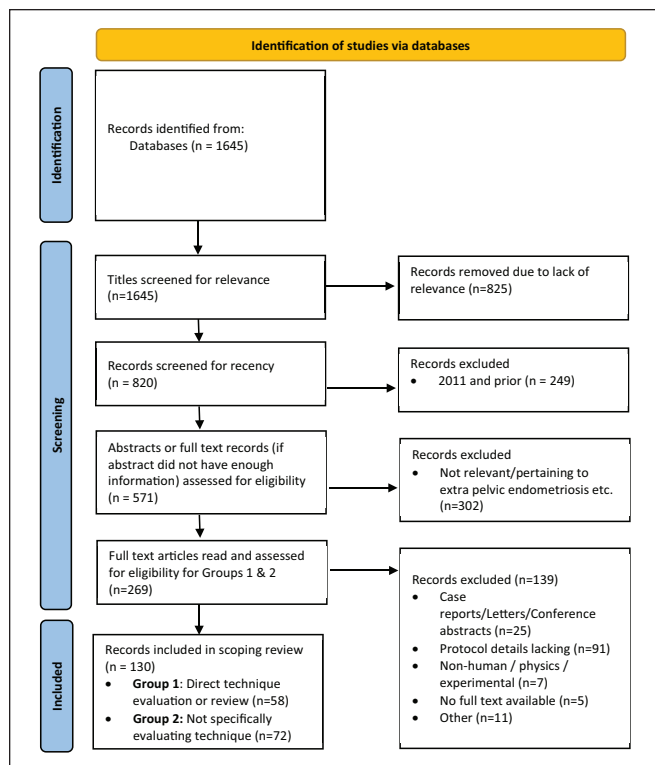 Identification of studies via databases
Identification
Records identified from:
Databases (n = 1645)
Screening
Titles screened for relevance
(n=1645)
Records removed due to lack of
relevance (n=825)
Records screened for recency
(n = 820)
Records excluded
• 2011 and prior (n = 249)
Abstracts or full text records (if
abstract did not have enough
information) assessed for eligibility
(n = 571)
Records excluded
• Not relevant/pertaining to
extra pelvic endometriosis etc.
(n=302)
Full text articles read and assessed
for eligibility for Groups 1 & 2
(n=269)
Records excluded (n=139)
• Case
reports/Letters/Conference
abstracts (n=25)
• Protocol details lacking (n=91)
• Non-human / physics /
experimental (n=7)
• No full text available (n=5)
• Other (n=11)
Included
Records included in scoping review
(n = 130)
• Group 1: Direct technique
evaluation or review (n=58)
• Group 2: Not specifically
evaluating technique (n=72)